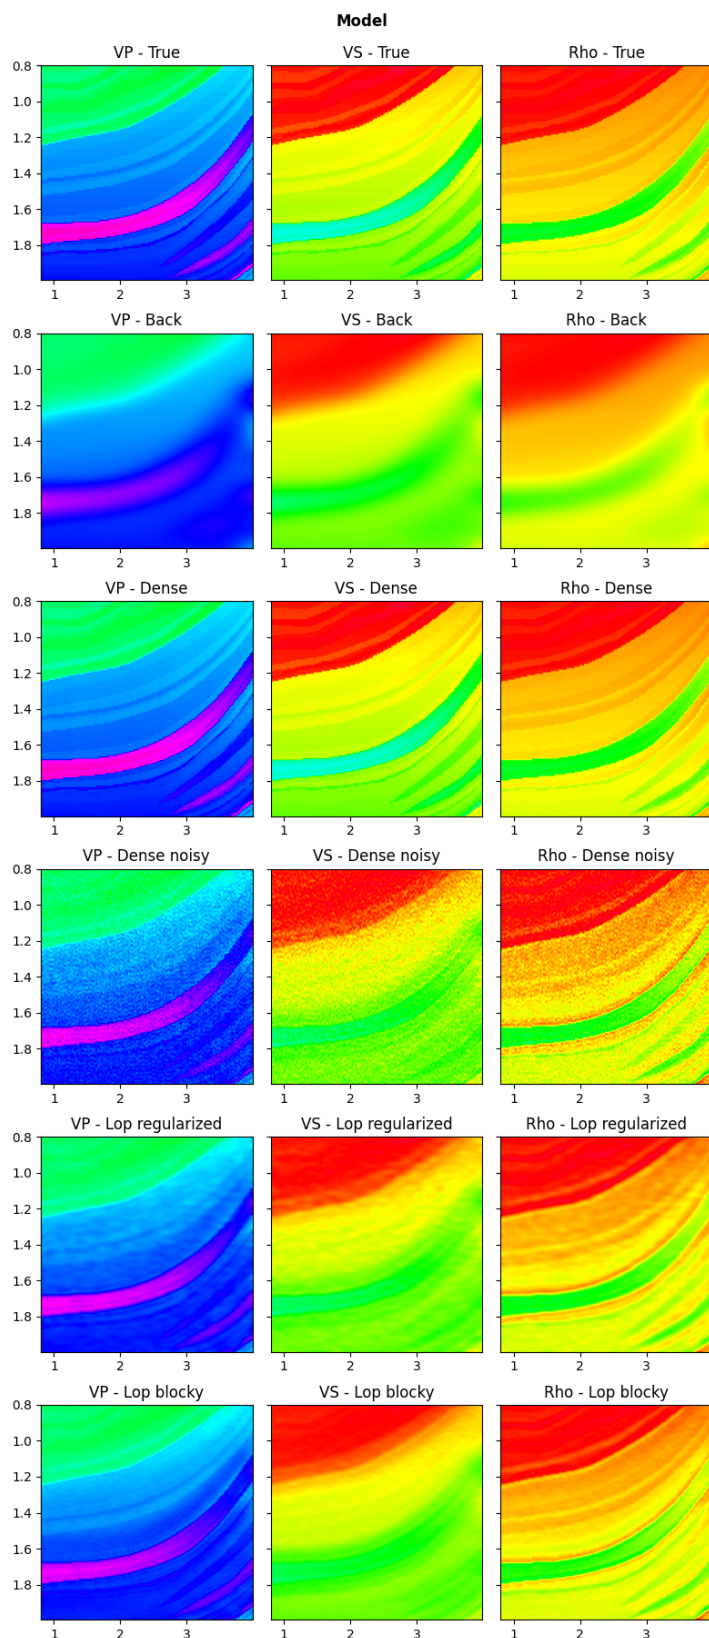 Model
VP - True VS - True Rho - True
0.8
1.0
1.2
1.4
1.6
1.8
1 2 3 1 2 3 1 2 3
VP - Back VS - Back Rho - Back
0.8
1.0
1.2
1.4
1.6
1.8
1 2 3 1 2 3 1 2 3
VP - Dense VS - Dense Rho - Dense
0.8
1.0
1.2
1.4
1.6
1.8
1 2 3 1 2 3 1 2 3
VP - Dense noisy VS - Dense noisy Rho - Dense noisy
0.8
1.0
1.2
1.4
1.6
1.8
1 2 3 1 2 3 1 2 3
VP - Lop regularized VS - Lop regularized Rho - Lop regularized
0.8
1.0
1.2
1.4
1.6
1.8
1 2 3 1 2 3 1 2 3
VP - Lop blocky VS - Lop blocky Rho - Lop blocky
0.8
1.0
1.2
1.4
1.6
1.8
1 2 3 1 2 3 1 2 3